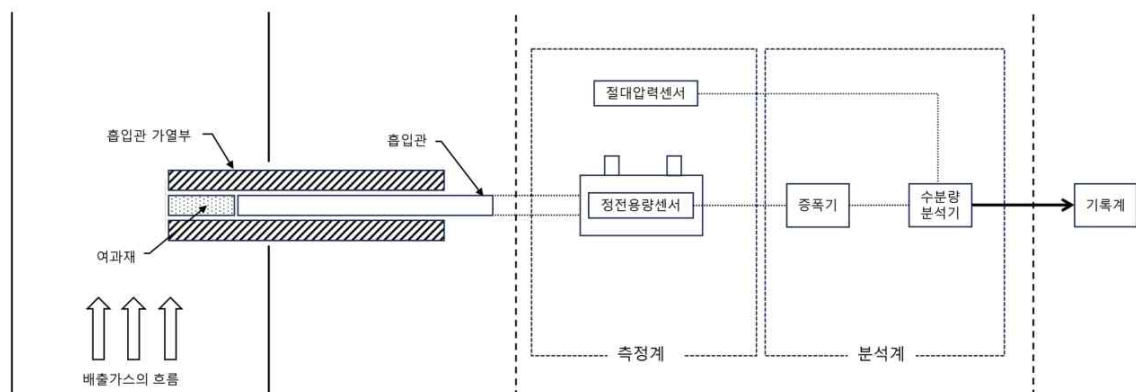 절대압력센서
흡입관 가열부
흡입관
정전용량센서
증폭기
수분량
분석기
기록계
여과재
측정계
분석계
배출가스의 흐름